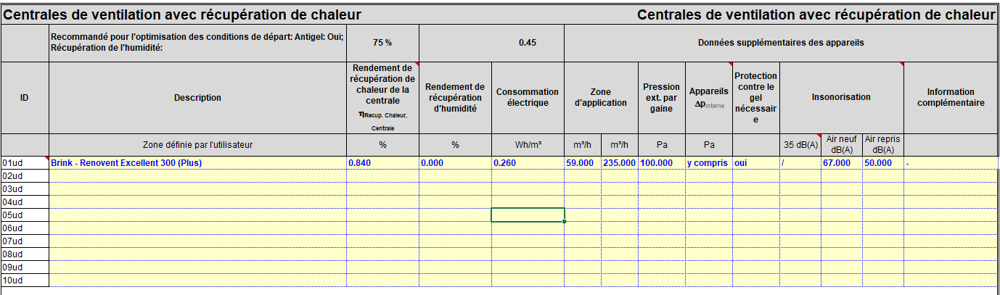 Centrales de ventilation avec récupération de chaleur Centrales de ventilation avec récupération de chaleur
Recommandé pour l'optimisation des conditions de départ: Antigel: Oui;
Récupération de l'humidité: 75 % 0.45 Données supplémentaires des appareils
ID
Description
Rendement de
récupération de
chaleur de la
centrale
ηRécup. Chaleur,
Centrale
Rendement de
récupération
d'humidité
Consommation
électrique
Zone
d'application
Pression
ext. par
gaine
Appareils
Δpinterne
Protection
contre le
gel
nécessair
e
Insonorisation
Information
complémentaire
Zone définie par l'utilisateur % % Wh/m³ m³/h m³/h Pa Pa 35 dB(A) Air neuf
dB(A)
Air repris
dB(A)
01ud Brink - Renovent Excellent 300 (Plus) 0.840 0.000 0.260 59.000 235.000 100.000 y compris oui / 67.000 50.000 -
02ud
03ud
04ud
05ud
06ud
07ud
08ud
09ud
10ud